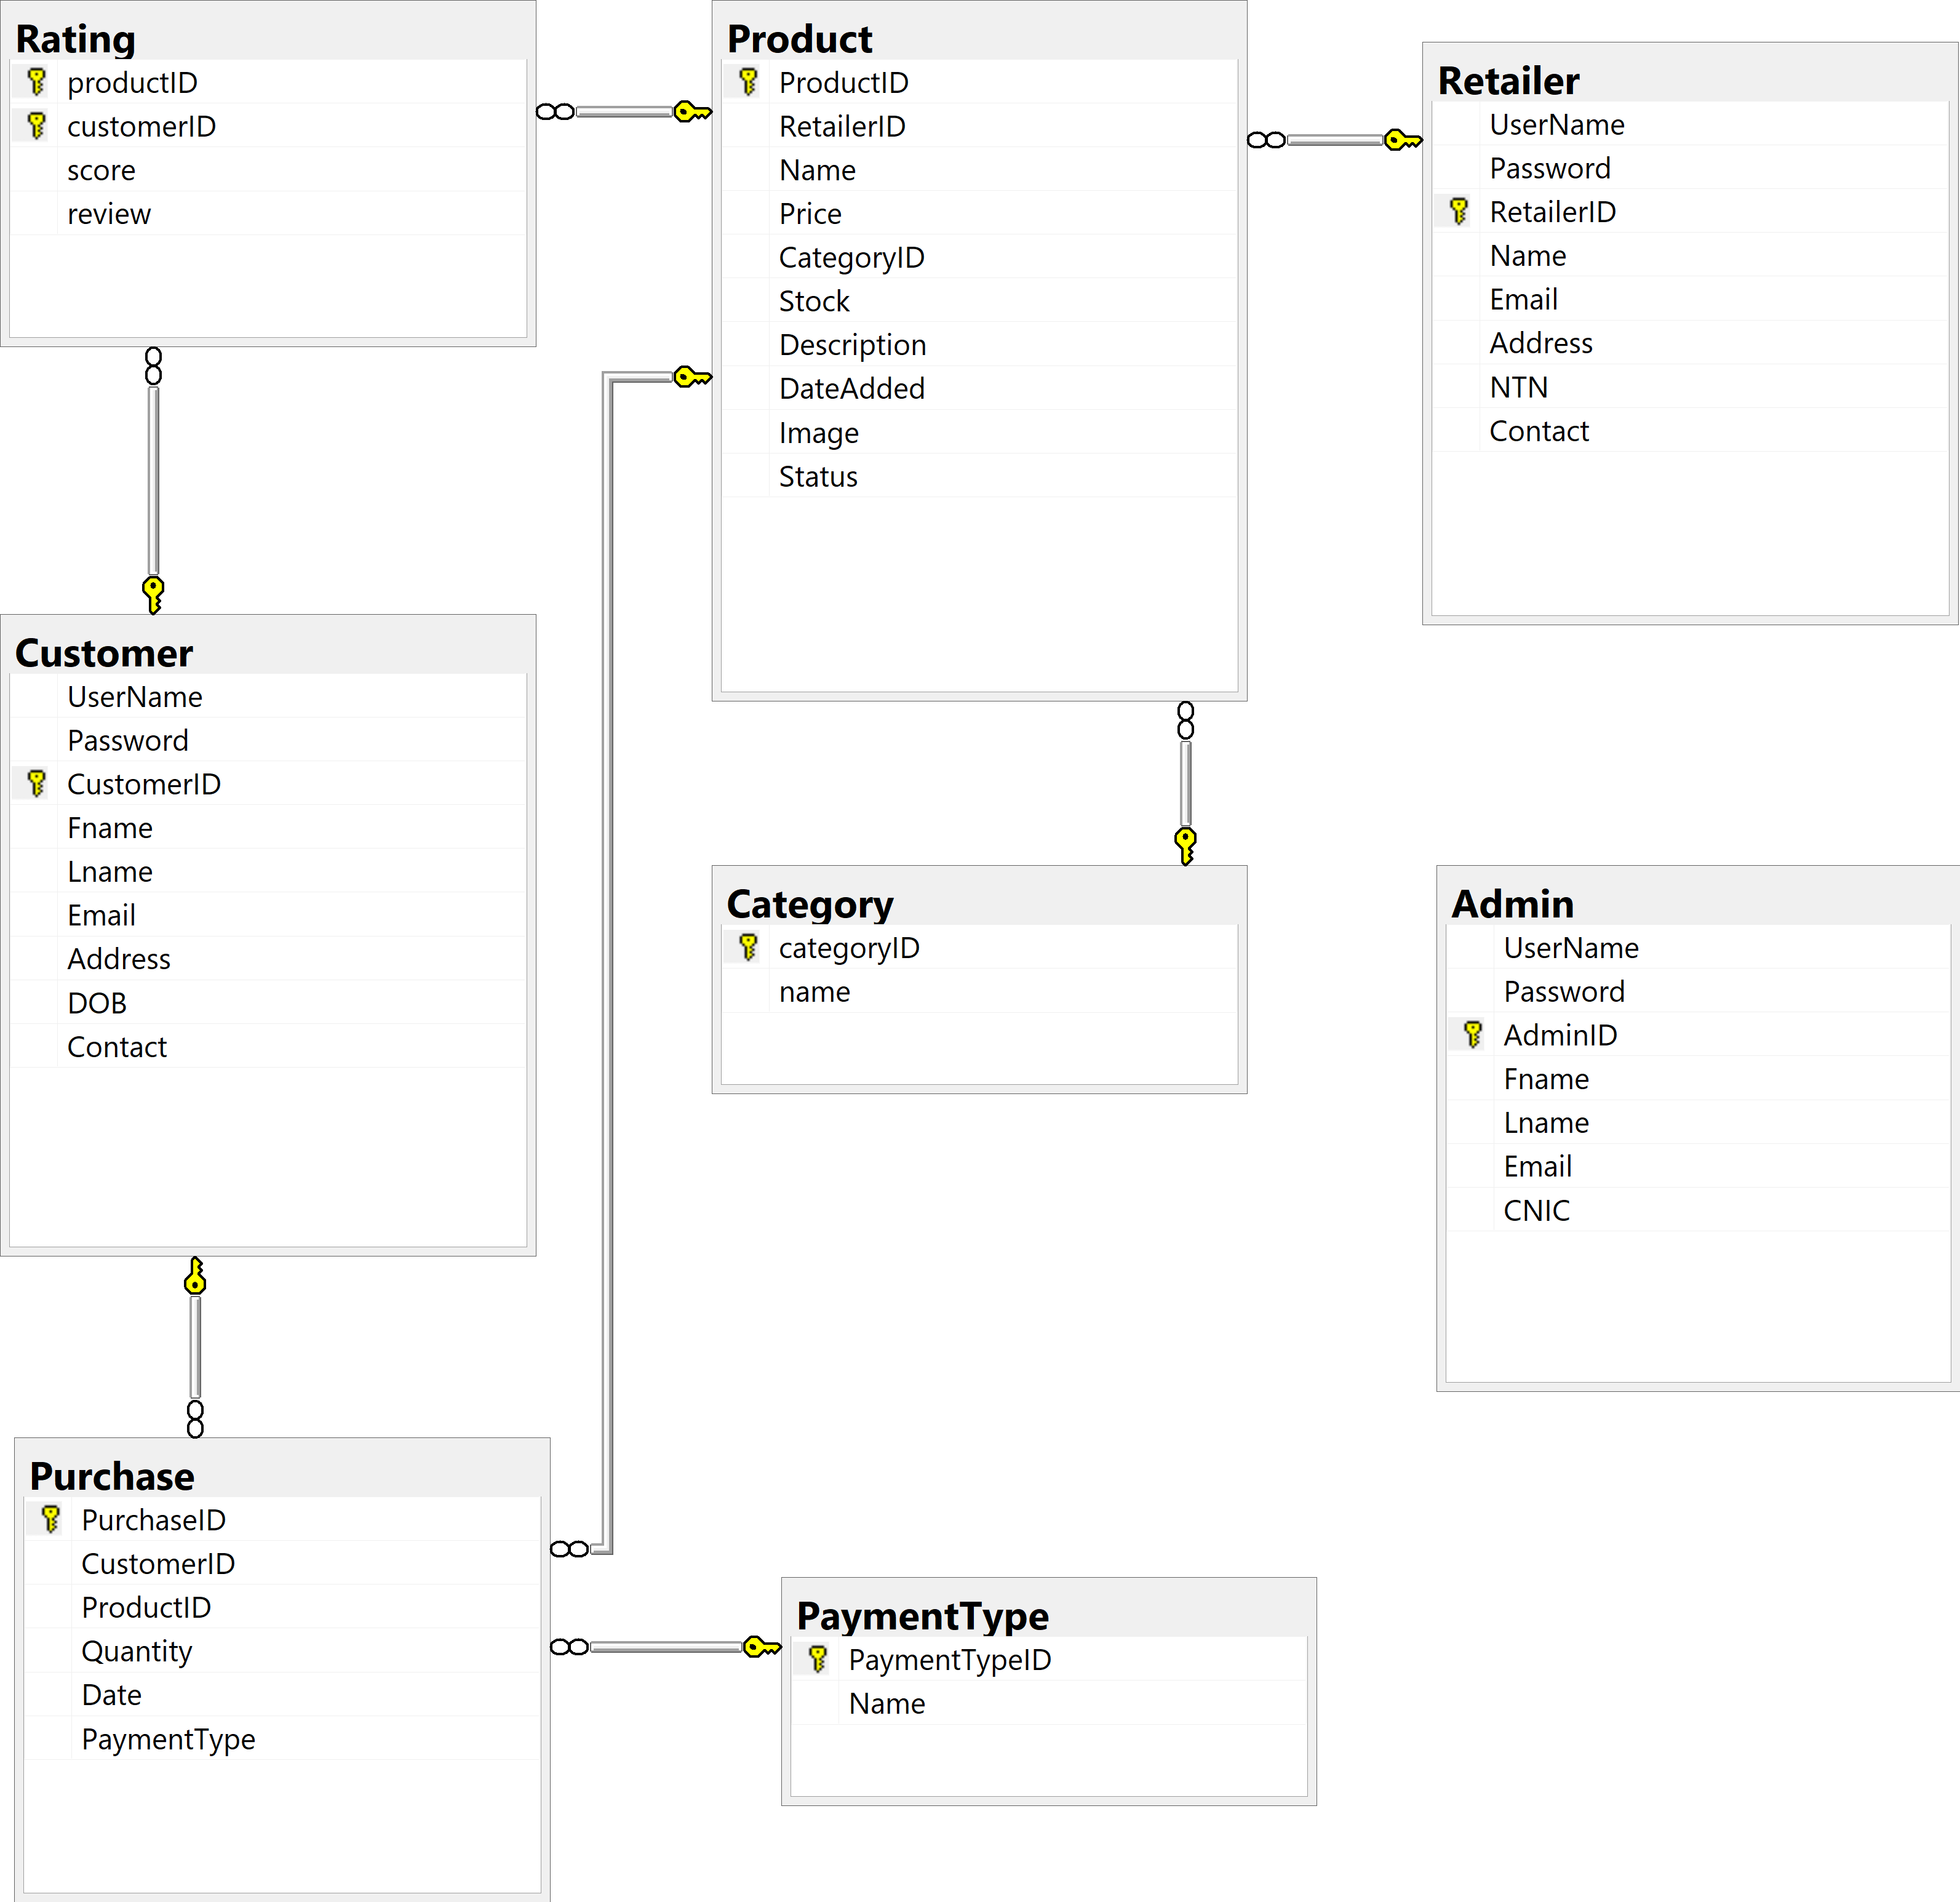 Rating
productID
customerID
score
review
Product
ProductID
RetailerID
Name
Price
CategoryID
Stock
Description
DateAdded
Image
Status
Retailer
UserName
Password
RetailerID
Name
Email
Address
NTN
Contact
Customer
UserName
Password
CustomerID
Fname
Lname
Email
Address
DOB
Contact
Category
categoryID
name
Admin
UserName
Password
AdminID
Fname
Lname
Email
CNIC
Purchase
PurchaseID
CustomerID
ProductID
Quantity
Date
PaymentType
PaymentType
PaymentTypeID
Name